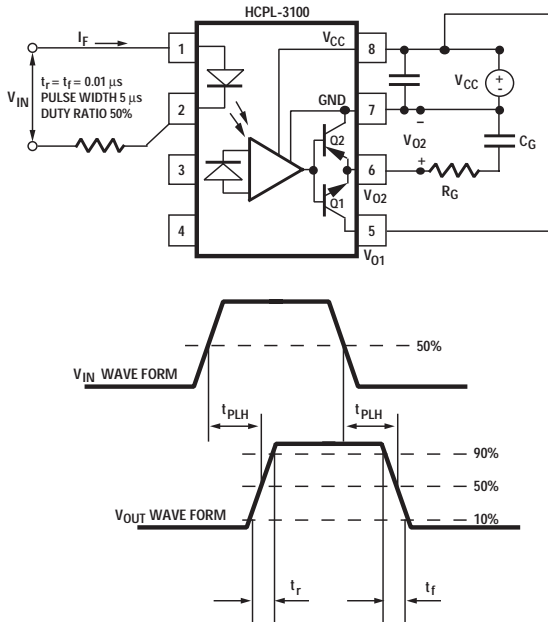 HCPL-3100
I_F
1
V_CC
8
t_r = t_f = 0.01 µs
PULSE WIDTH 5 µs
DUTY RATIO 50%
V_IN
V_CC
+
-
2
GND
7
-
V_O2
C_G
Q2
3
+
6
V_O2
R_G
Q1
4
5
V_O1
50%
V_IN WAVE FORM
t_PLH
t_PLH
90%
50%
V_OUT WAVE FORM
10%
t_r
t_f